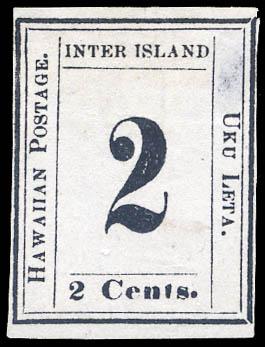 INTER ISLAND
HAWAIIAN POSTAGE.
2
UKU LETA.
2 Cents.